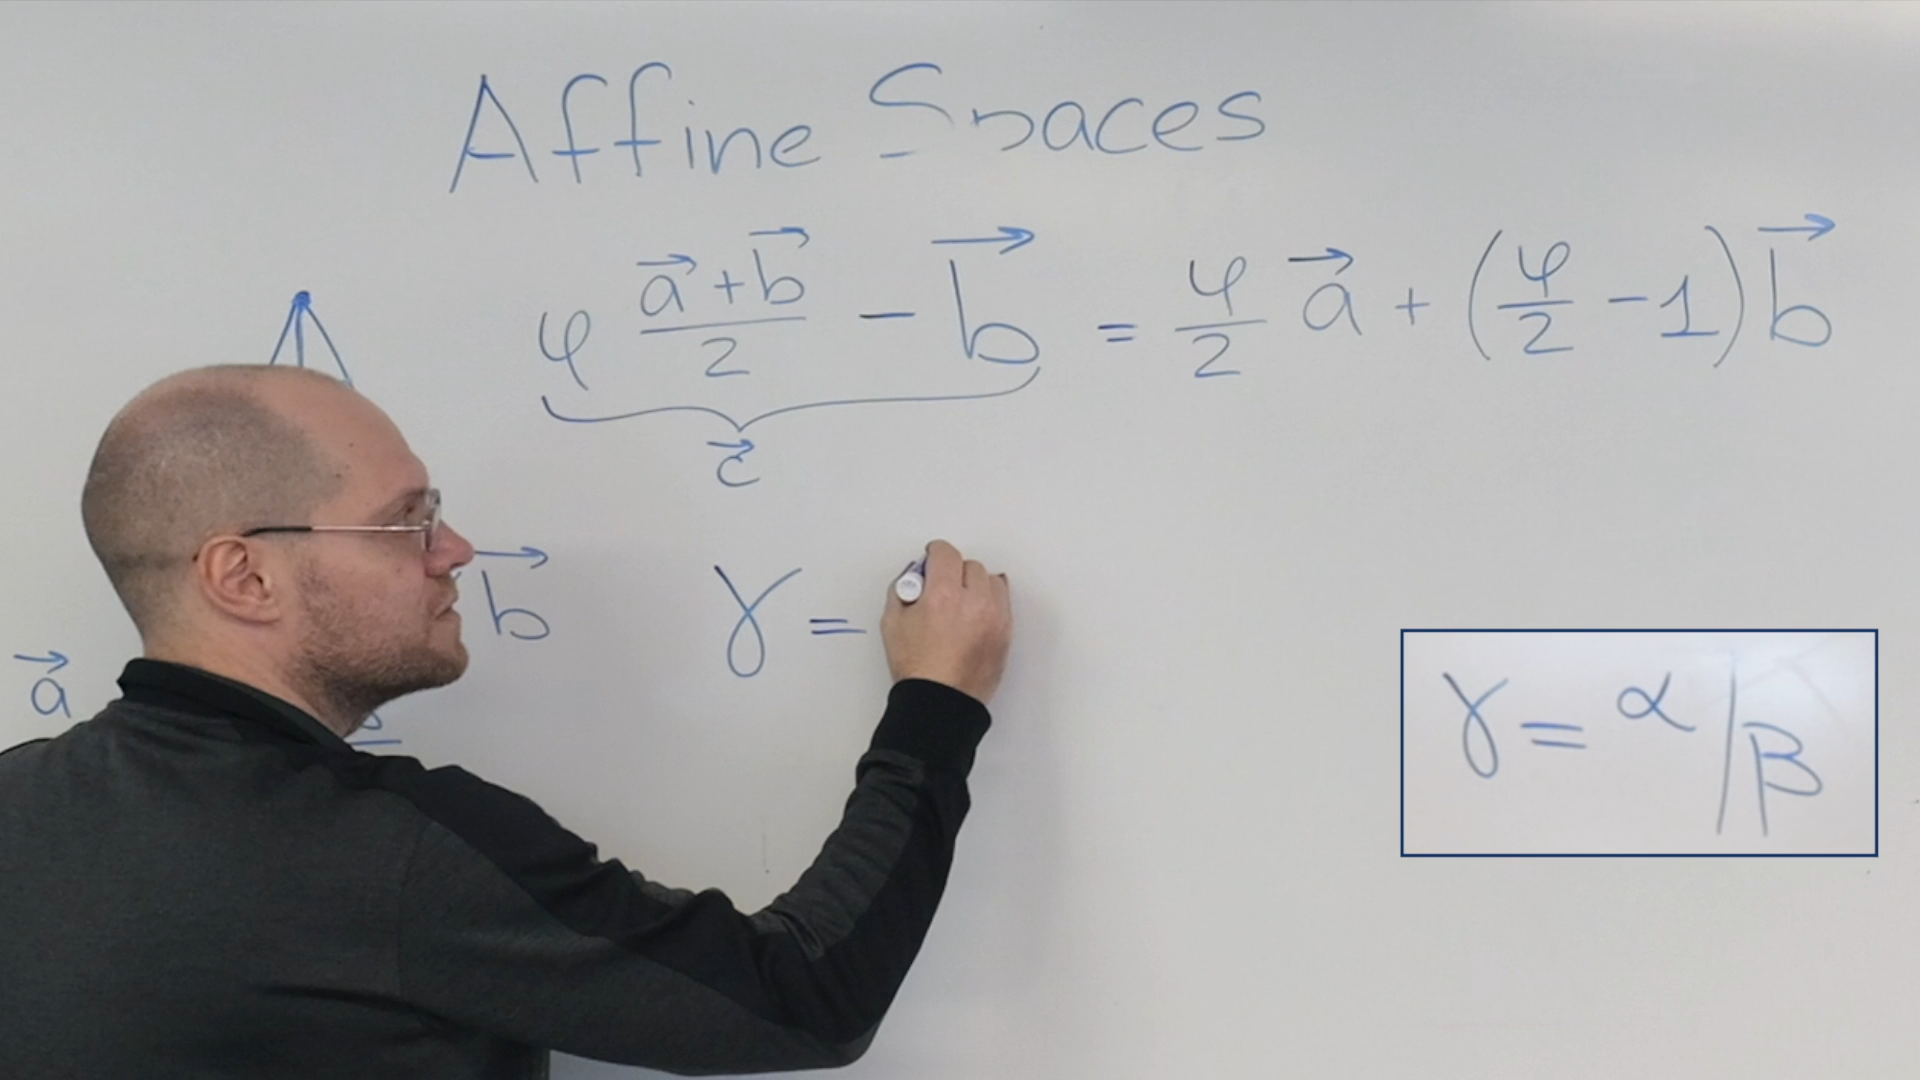 Affine Spaces
φ (a⃗+b⃗)/2 − b⃗ = φ/2 a⃗ + (φ/2 −1) b⃗
c⃗
b⃗
γ =
a⃗
γ = α/β